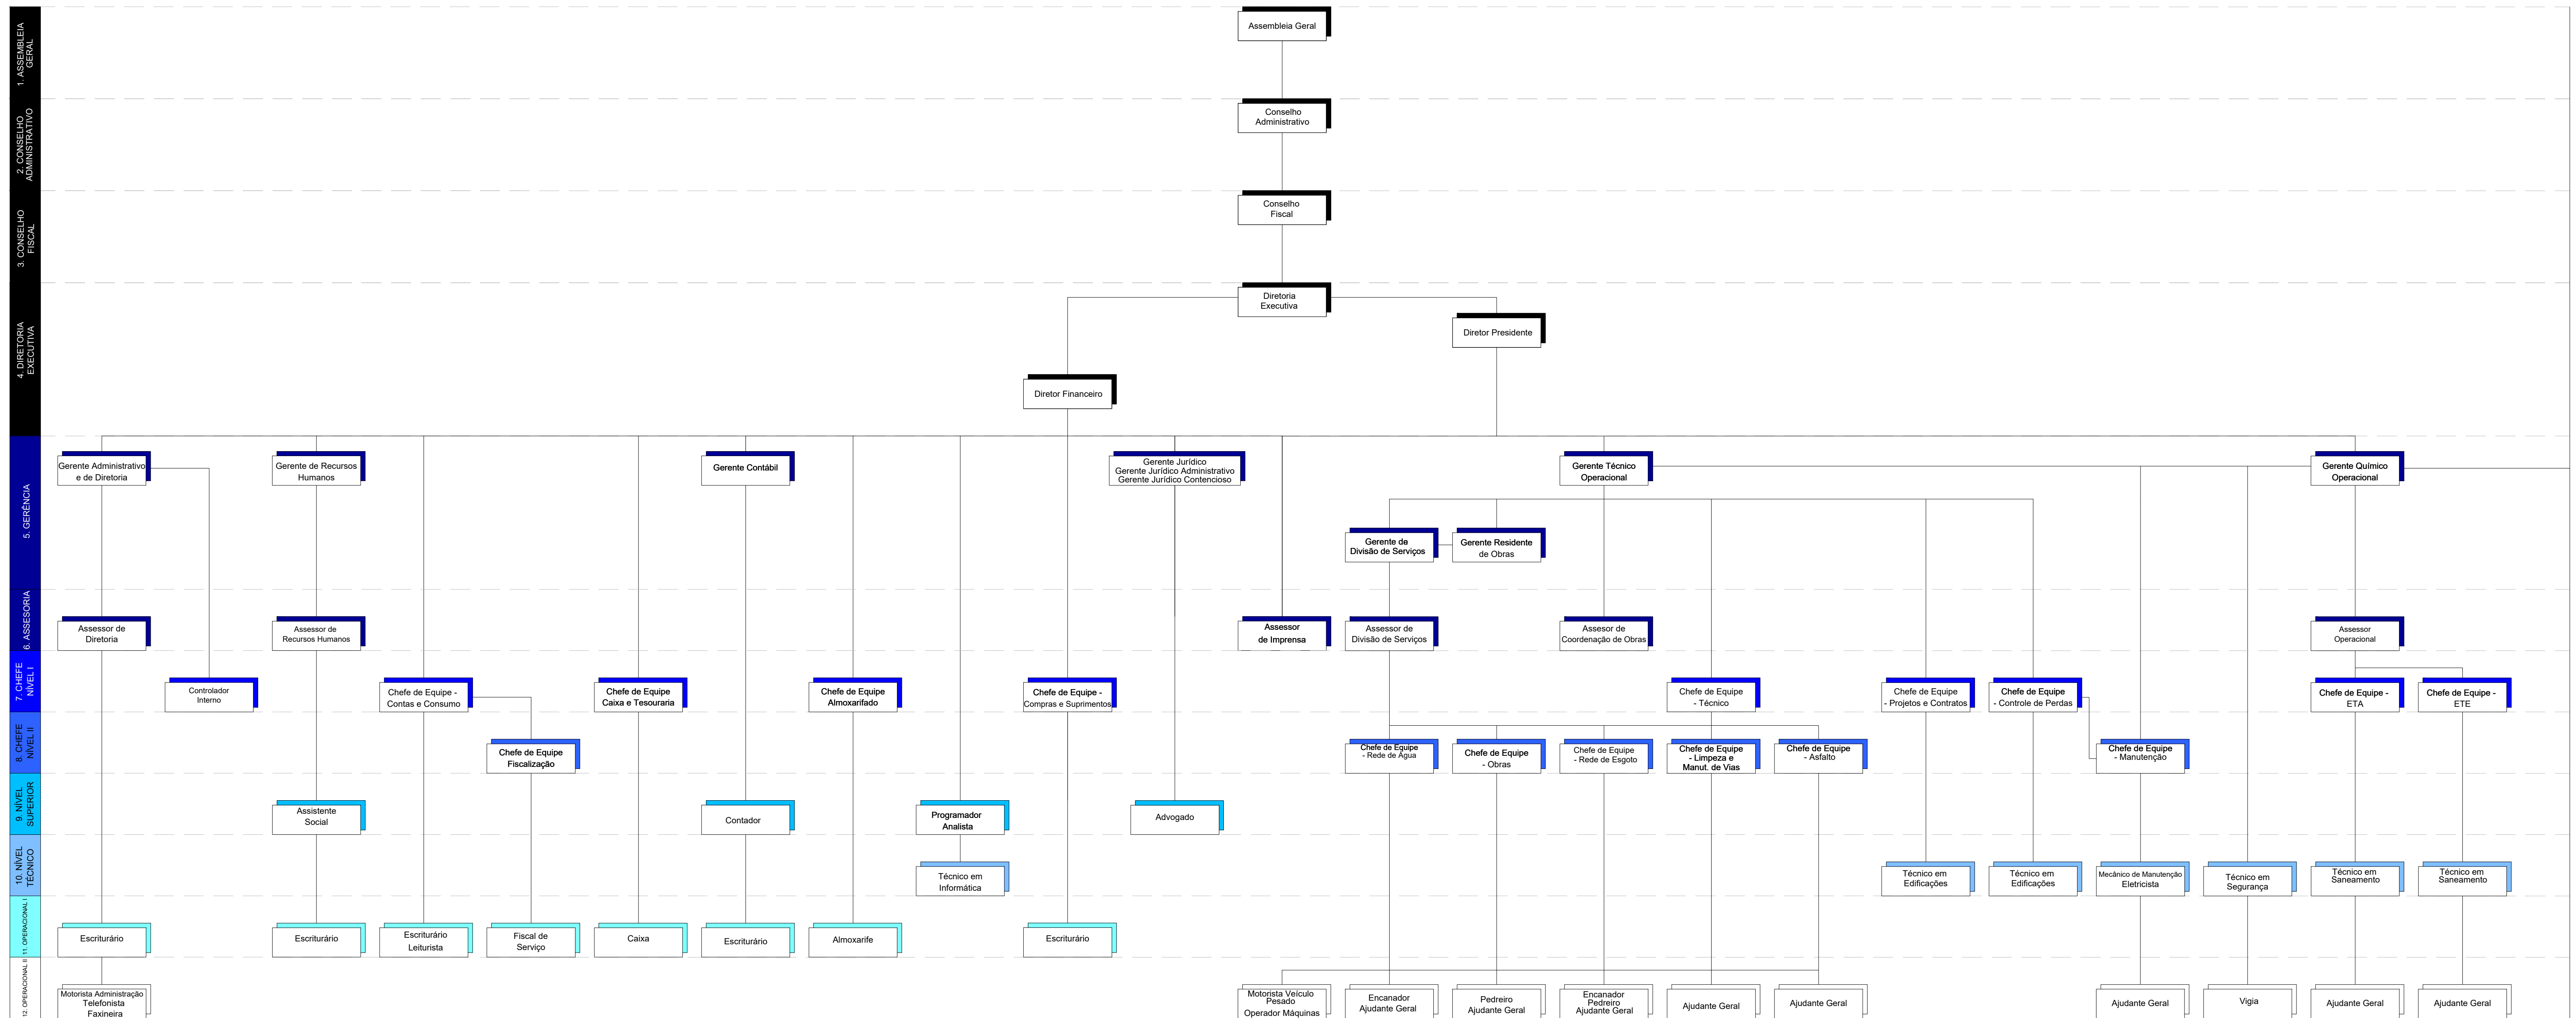 1. ASSEMBLEIA
GERAL
Assembleia Geral
2. CONSELHO
ADMINISTRATIVO
Conselho
Administrativo
3. CONSELHO
FISCAL
Conselho
Fiscal
4. DIRETORIA
EXECUTIVA
Diretoria
Executiva
Diretor Presidente
Diretor Financeiro
5. GERÊNCIA
Gerente Administrativo
e de Diretoria
Gerente de Recursos
Humanos
Gerente Contábil
Gerente Jurídico
Gerente Jurídico Administrativo
Gerente Jurídico Contencioso
Gerente Técnico
Operacional
Gerente Químico
Operacional
Gerente da
Divisão de Serviços
Gerente Residente
de Obras
6. ASSESSORIA
Assessor de
Diretoria
Assessor de
Recursos Humanos
Assessor
de Imprensa
Assessor de
Divisão de Serviços
Assesor de
Coordenação de Obras
Assessor
Operacional
7. CHEFE
NÍVEL I
Controlador
Interno
Chefe de Equipe -
Contas e Consumo
Chefe de Equipe
Caixa e Tesouraria
Chefe de Equipe
Almoxarifado
Chefe de Equipe -
Compras e Suprimentos
Chefe de Equipe
- Técnico
Chefe de Equipe
- Projetos e Contratos
Chefe de Equipe
- Controle de Perdas
Chefe de Equipe -
ETA
Chefe de Equipe -
ETE
8. CHEFE
NÍVEL II
Chefe de Equipe
Fiscalização
Chefe de Equipe
- Rede de Água
Chefe de Equipe
- Obras
Chefe de Equipe
- Rede de Esgoto
Chefe de Equipe
- Limpeza e
Manut. de Vias
Chefe de Equipe
- Asfalto
Chefe de Equipe
- Manutenção
9. NÍVEL
SUPERIOR
Assistente
Social
Contador
Programador
Analista
Advogado
10. NÍVEL
TÉCNICO
Técnico em
Informática
Técnico em
Edificações
Técnico em
Edificações
Mecânico de Manutenção
Eletricista
Técnico em
Segurança
Técnico em
Saneamento
Técnico em
Saneamento
11. OPERACIONAL I
Escriturário
Escriturário
Escriturário
Leiturista
Fiscal de
Serviço
Caixa
Escriturário
Almoxarife
Escriturário
12. OPERACIONAL II
Motorista Administração
Telefonista
Faxineira
Motorista Veículo
Pesado
Operador Máquinas
Encanador
Ajudante Geral
Pedreiro
Ajudante Geral
Encanador
Pedreiro
Ajudante Geral
Ajudante Geral
Ajudante Geral
Ajudante Geral
Vigia
Ajudante Geral
Ajudante Geral